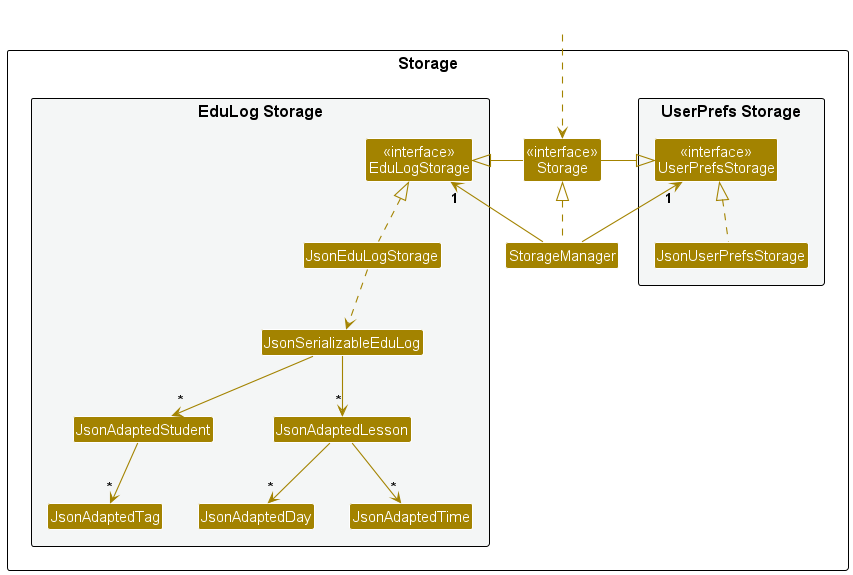 Storage
EduLog Storage
UserPrefs Storage
«interface»
EduLogStorage
«interface»
Storage
«interface»
UserPrefsStorage
1
1
JsonEduLogStorage
StorageManager
JsonUserPrefsStorage
JsonSerializableEduLog
*
*
JsonAdaptedStudent
JsonAdaptedLesson
*
*
*
JsonAdaptedTag
JsonAdaptedDay
JsonAdaptedTime